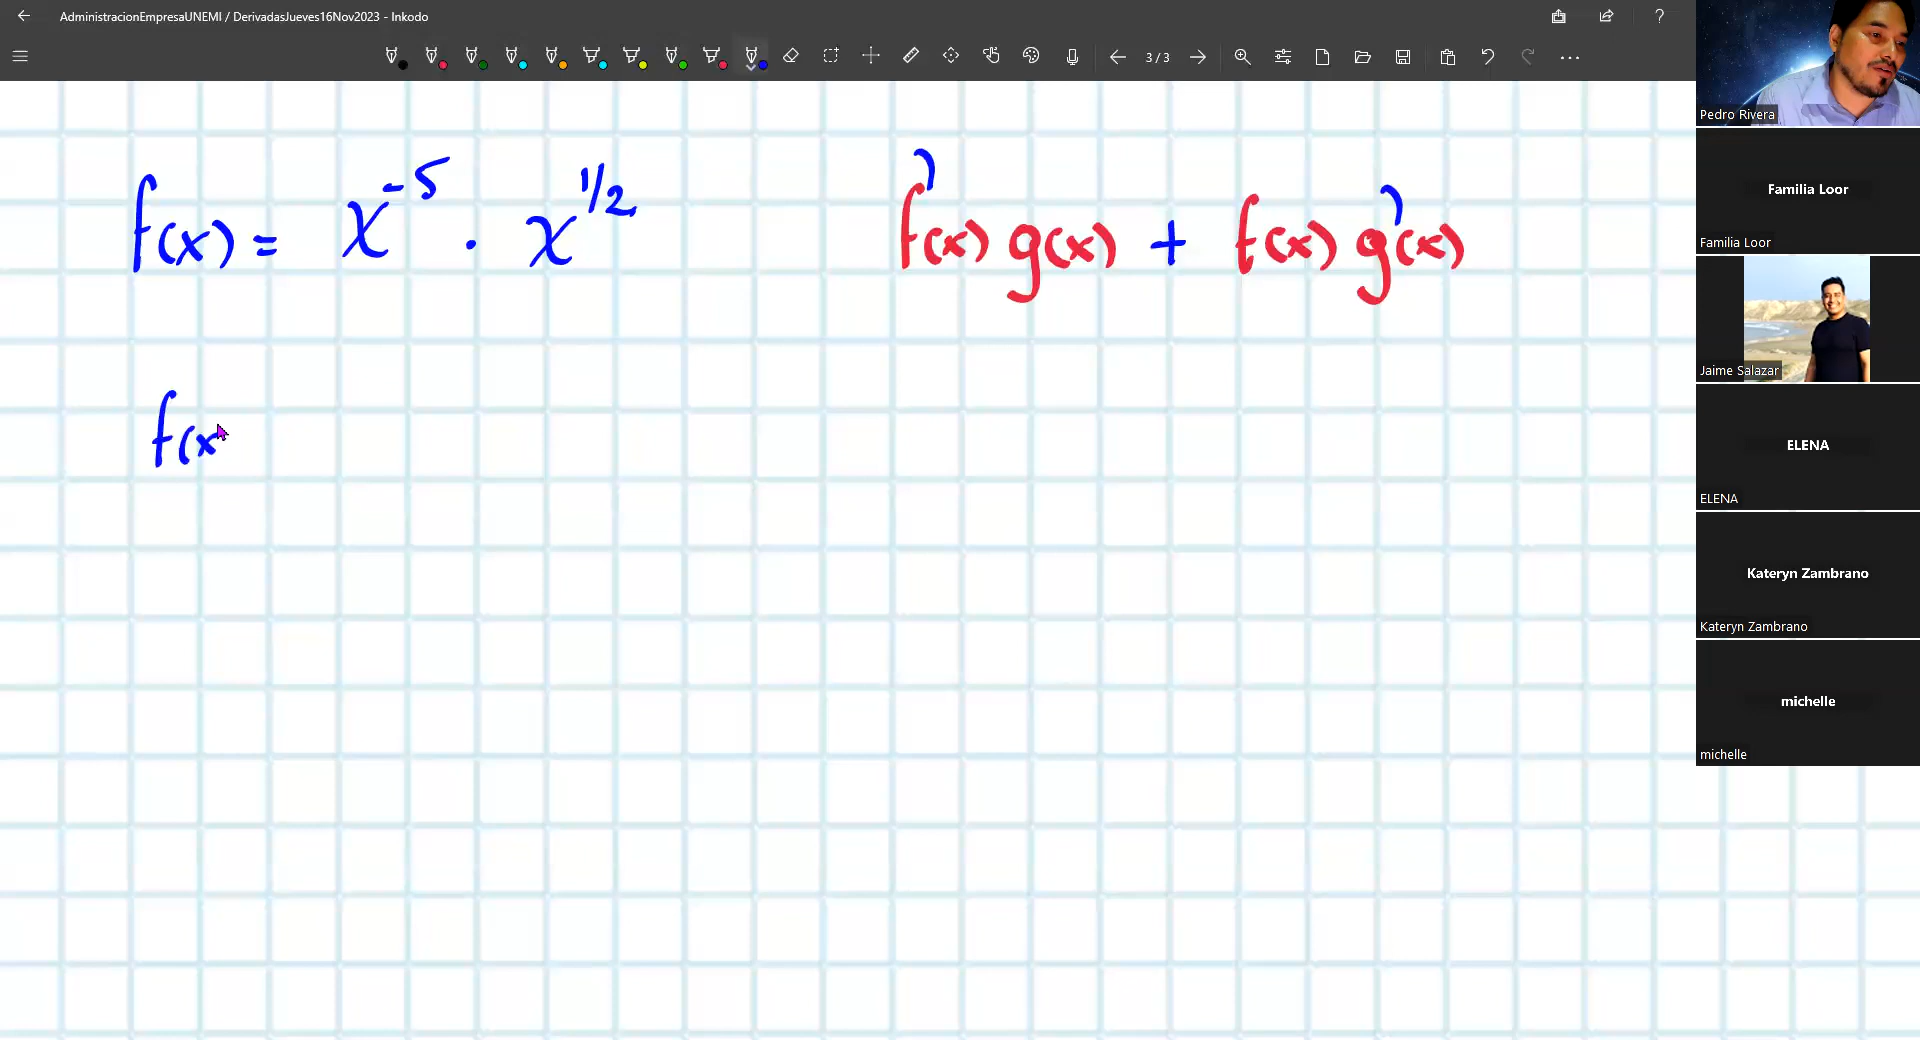 AdministracionEmpresaUNEMI / DerivadasJueves16Nov2023 - Inkodo
3 / 3
?
f(x) = x^{-5} · x^{1/2}
f'(x) g(x) + f(x) g'(x)
f(x
Pedro Rivera
Familia Loor
Familia Loor
Jaime Salazar
ELENA
ELENA
Kateryn Zambrano
Kateryn Zambrano
michelle
michelle